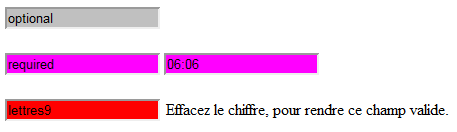 optional
required 06:06
lettres9 Effacez le chiffre, pour rendre ce champ valide.